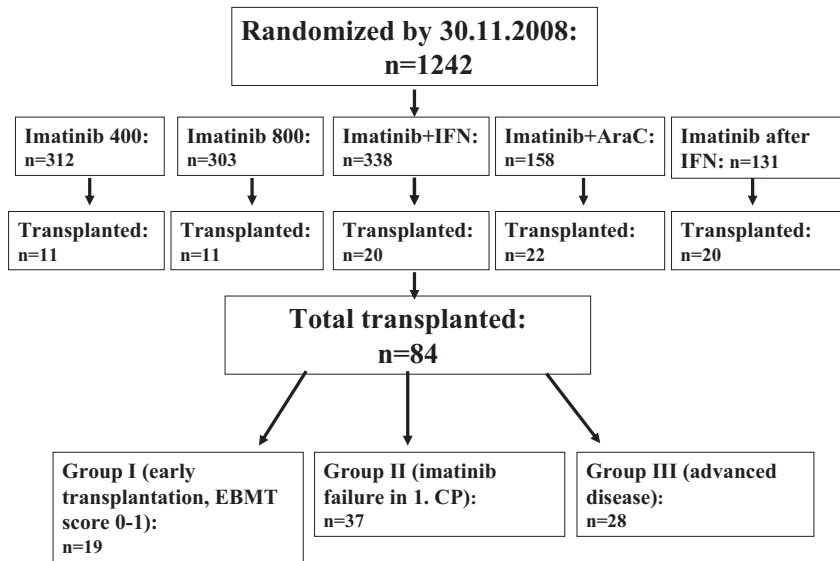 Randomized by 30.11.2008:
n=1242
Imatinib 400:
n=312
Imatinib 800:
n=303
Imatinib+IFN:
n=338
Imatinib+AraC:
n=158
Imatinib after
IFN: n=131
Transplanted:
n=11
Transplanted:
n=11
Transplanted:
n=20
Transplanted:
n=22
Transplanted:
n=20
Total transplanted:
n=84
Group I (early
transplantation, EBMT
score 0-1):
n=19
Group II (imatinib
failure in 1. CP):
n=37
Group III (advanced
disease):
n=28